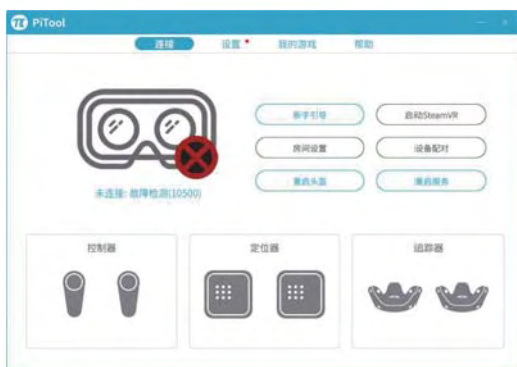 PiTool
连接 设置 我的游戏 帮助
新手引导 启动SteamVR
房间设置 设备配对
重启头盔 重启服务
未连接: 故障检测(10500)
控制器 定位器 追踪器